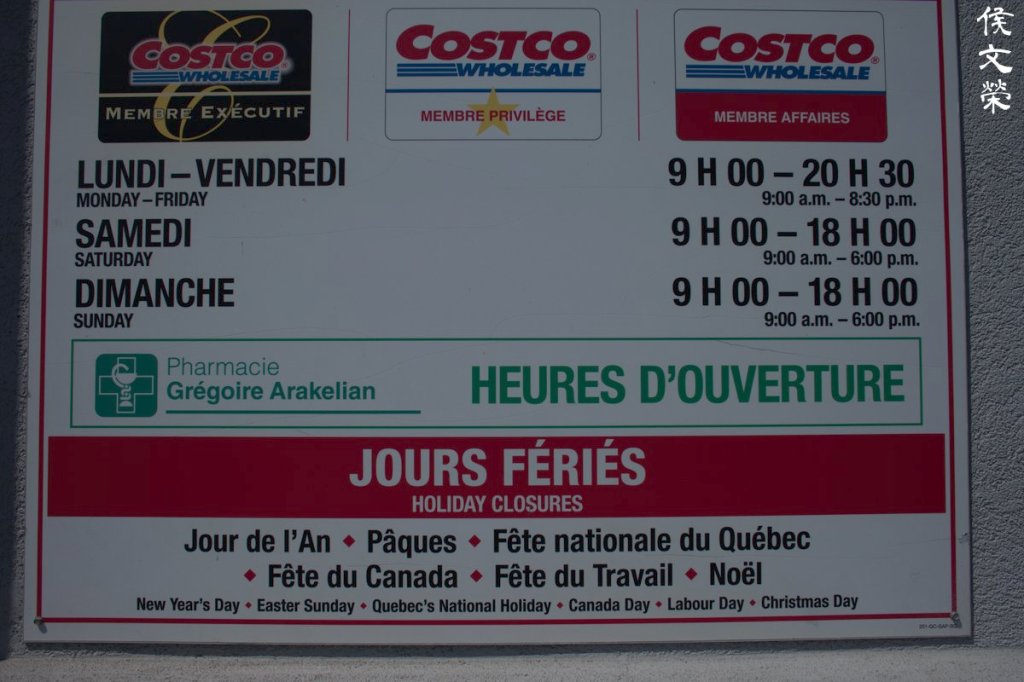 COSTCO
WHOLESALE
MEMBRE EXÉCUTIF
COSTCO
WHOLESALE
MEMBRE PRIVILÈGE
COSTCO
WHOLESALE
MEMBRE AFFAIRES
侯文榮
LUNDI – VENDREDI 9 H 00 – 20 H 30
MONDAY – FRIDAY 9:00 a.m. – 8:30 p.m.
SAMEDI 9 H 00 – 18 H 00
SATURDAY 9:00 a.m. – 6:00 p.m.
DIMANCHE 9 H 00 – 18 H 00
SUNDAY 9:00 a.m. – 6:00 p.m.
Pharmacie
Grégoire Arakelian
HEURES D'OUVERTURE
JOURS FÉRIÉS
HOLIDAY CLOSURES
Jour de l'An ◆ Pâques ◆ Fête nationale du Québec
◆ Fête du Canada ◆ Fête du Travail ◆ Noël
New Year's Day ◆ Easter Sunday ◆ Quebec's National Holiday ◆ Canada Day ◆ Labour Day ◆ Christmas Day